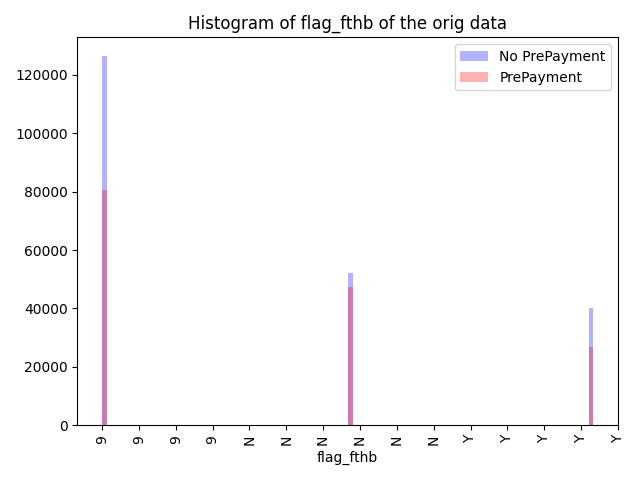 Histogram of flag_fthb of the orig data
No PrePayment
PrePayment
120000
100000
80000
60000
40000
20000
0
9 9 9 9 N N N N N N Y Y Y Y Y
flag_fthb